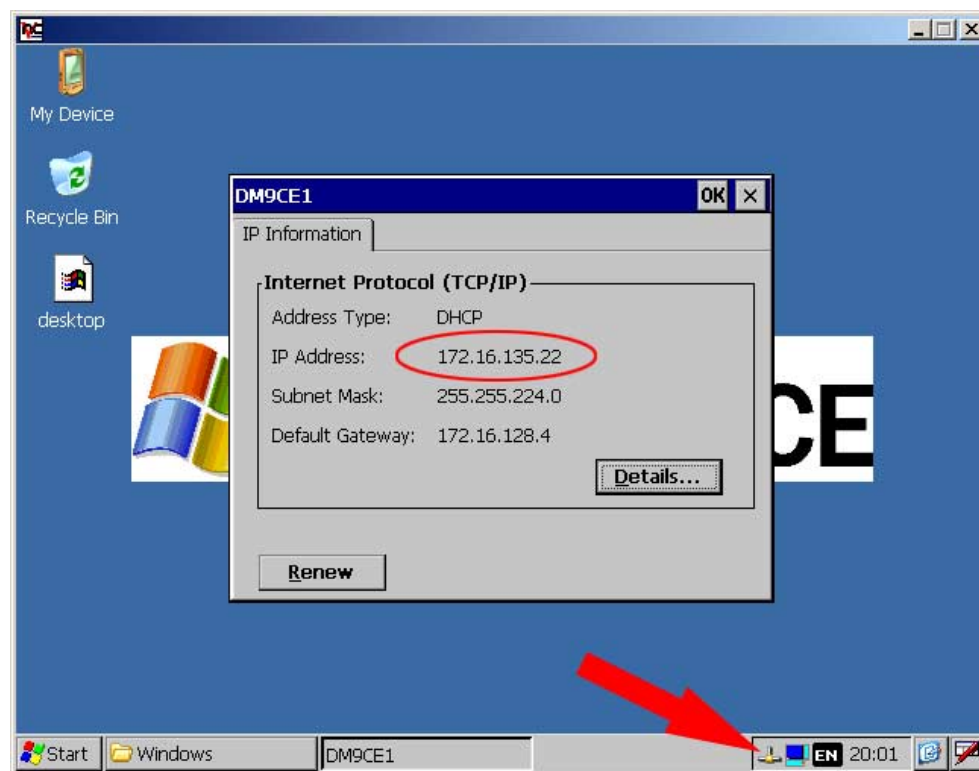 My Device
Recycle Bin
desktop
DM9CE1
OK
IP Information
Internet Protocol (TCP/IP)
Address Type: DHCP
IP Address: 172.16.135.22
Subnet Mask: 255.255.224.0
Default Gateway: 172.16.128.4
Details...
Renew
CE
Start
Windows
DM9CE1
EN
20:01